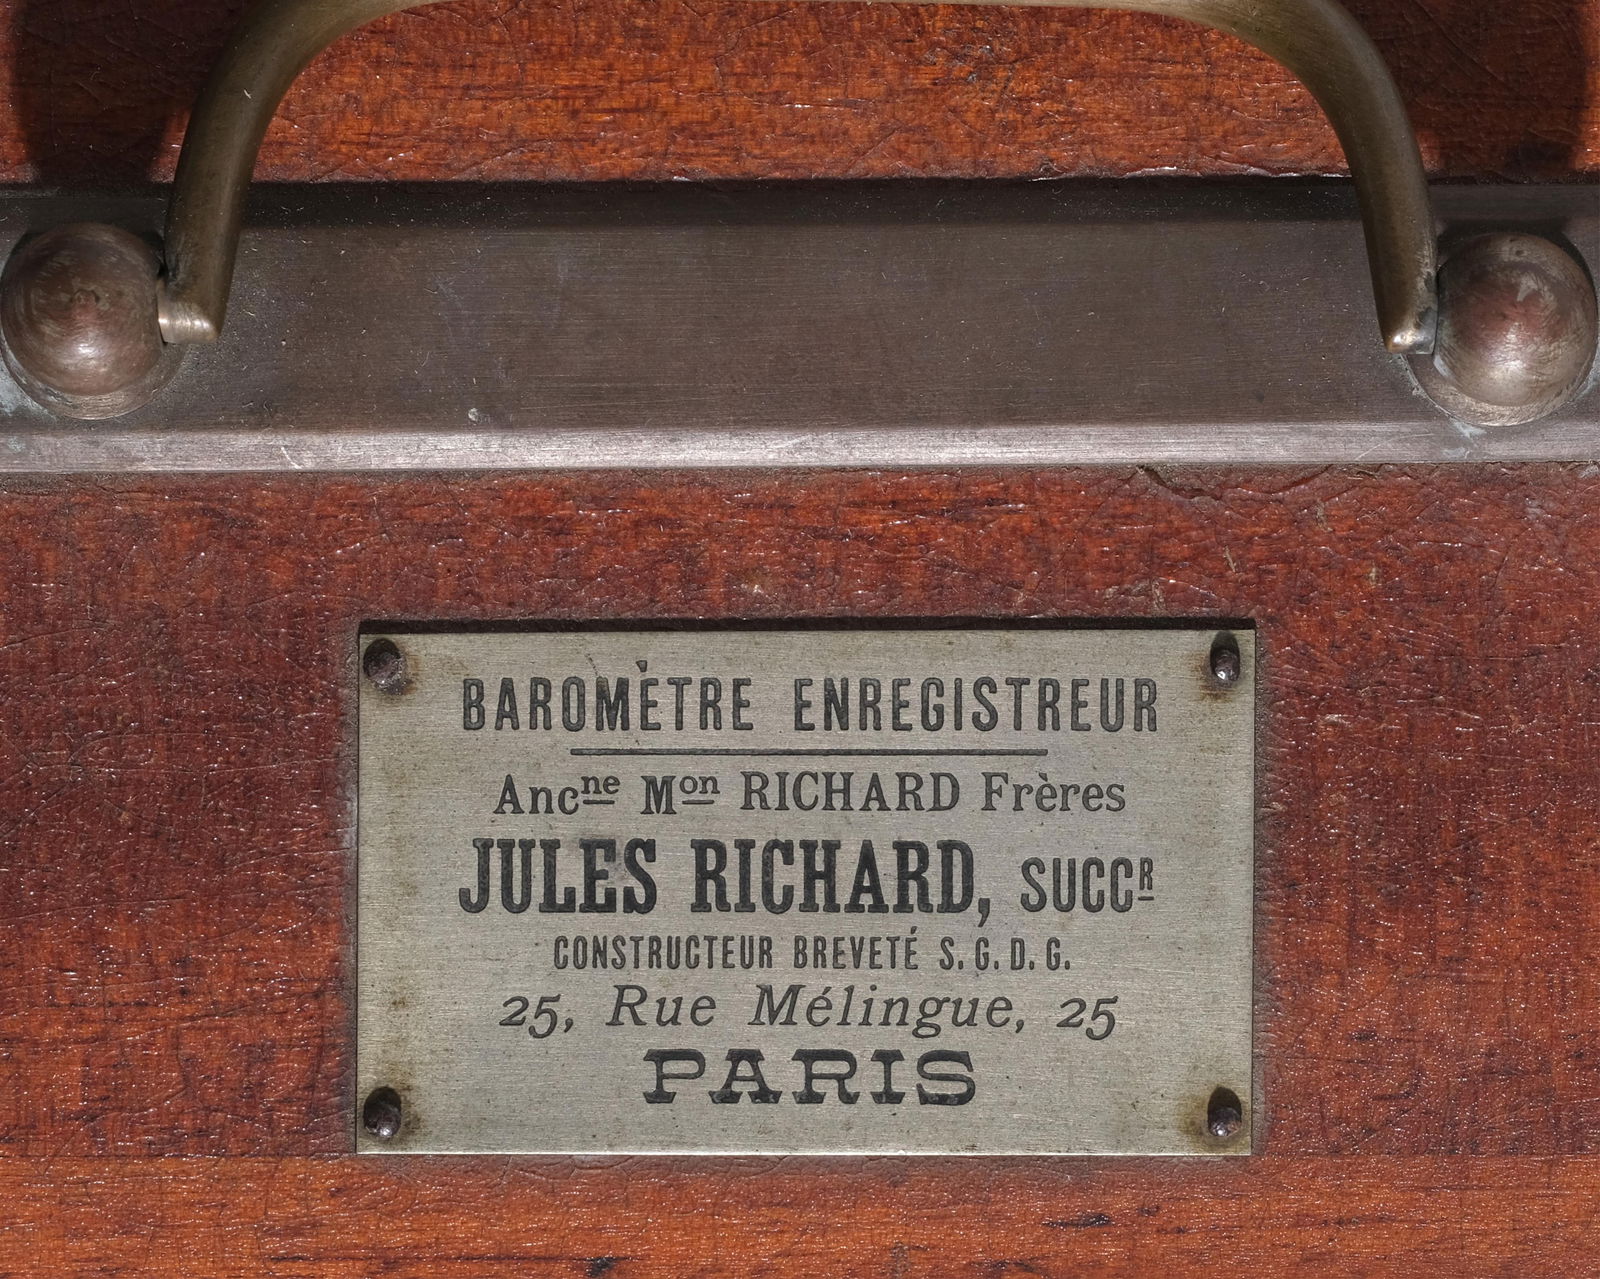 BAROMÈTRE ENREGISTREUR
Ancne Mon RICHARD Frères
JULES RICHARD, SUCCR
CONSTRUCTEUR BREVETÉ S.G.D.G.
25, Rue Mélingue, 25
PARIS